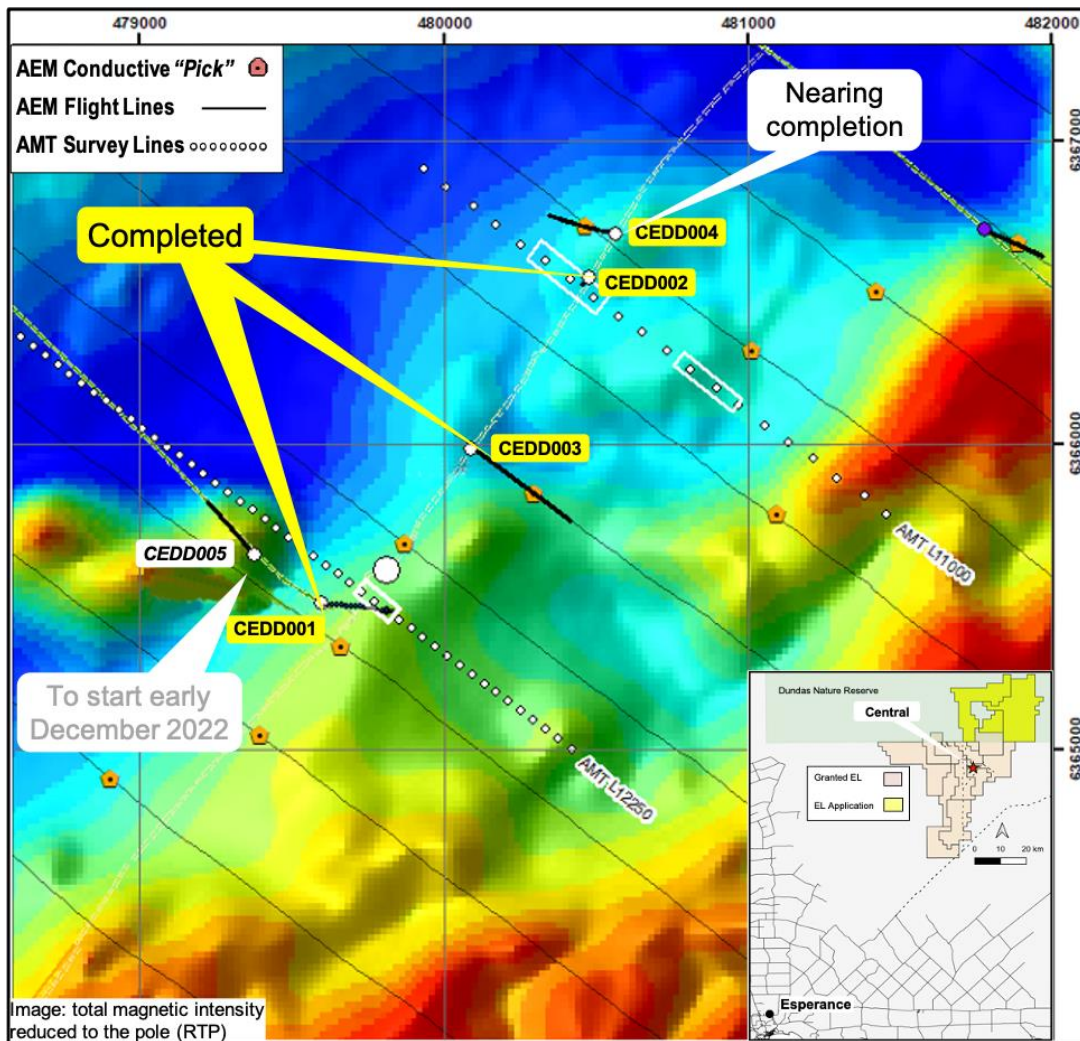 479000
480000
481000
482000
AEM Conductive "Pick"
AEM Flight Lines
AMT Survey Lines
Nearing
completion
6367000
Completed
CEDD004
CEDD002
CEDD003
6366000
CEDD005
AMT L11000
CEDD001
To start early
December 2022
AMT L12250
6365000
Dundas Nature Reserve
Central
Granted EL
EL Application
0 10 20 km
Esperance
Image: total magnetic intensity
reduced to the pole (RTP)